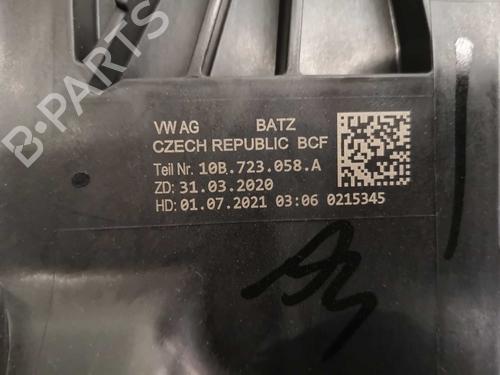 B-PARTS
VW AG BATZ
CZECH REPUBLIC BCF
Teil Nr. 10B.723.058.A
ZD: 31.03.2020
HD: 01.07.2021 03:06 0215345